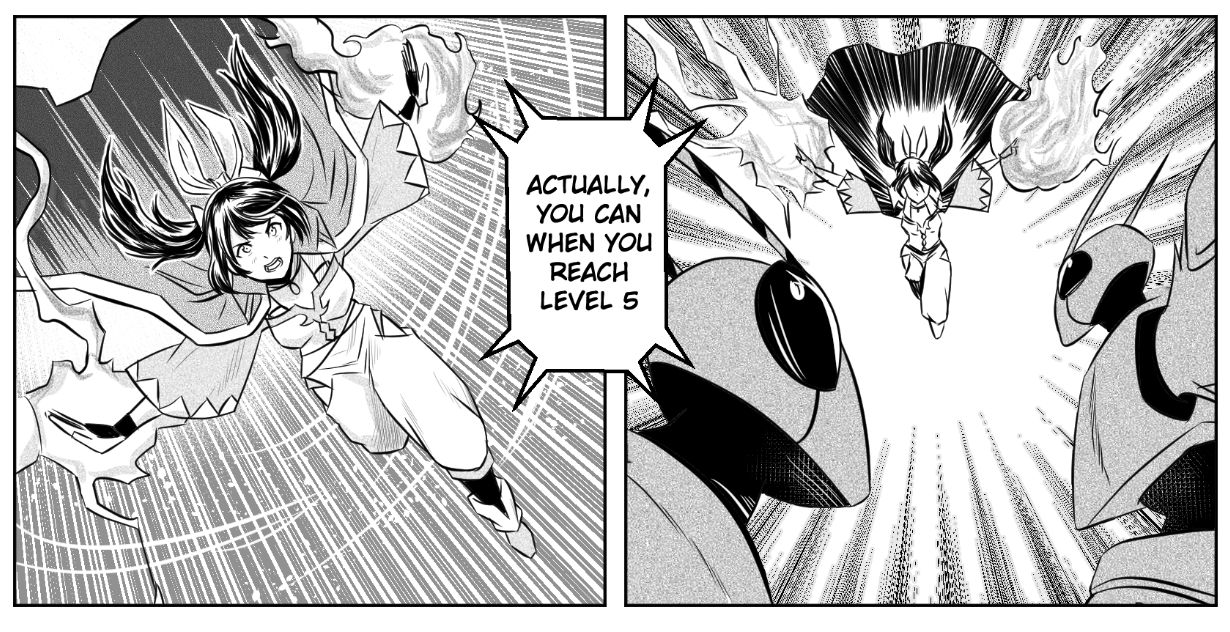 ACTUALLY,
YOU CAN
WHEN YOU
REACH
LEVEL 5